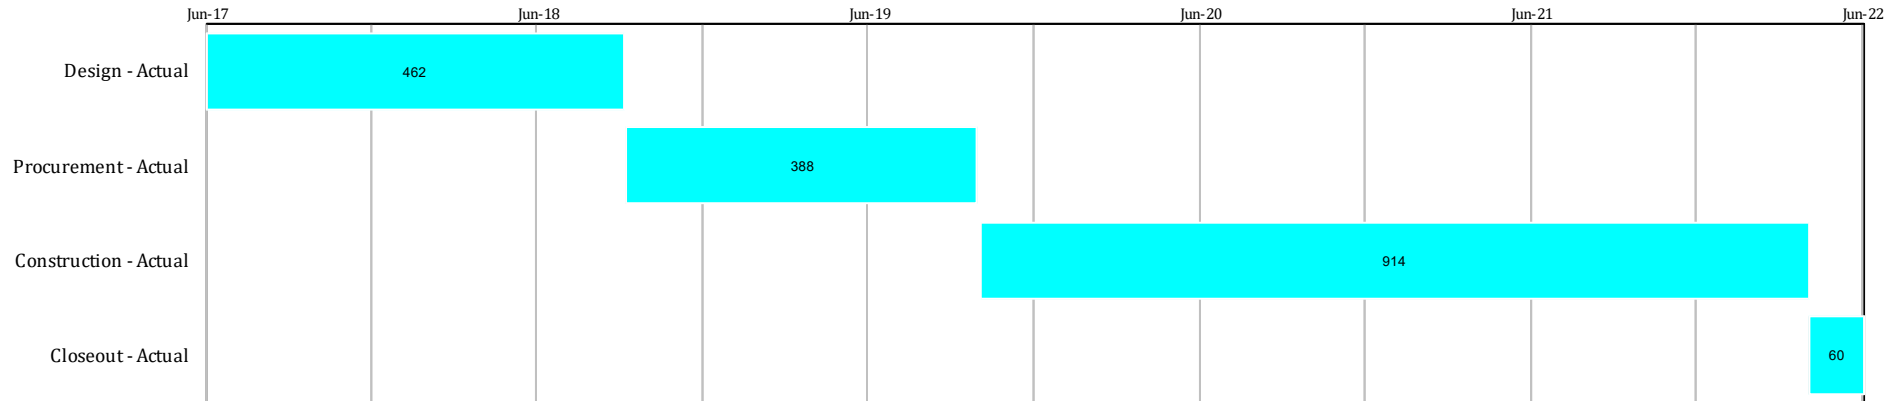 Jun-17 Jun-18 Jun-19 Jun-20 Jun-21 Jun-22
Design - Actual 462
Procurement - Actual 388
Construction - Actual 914
Closeout - Actual 60